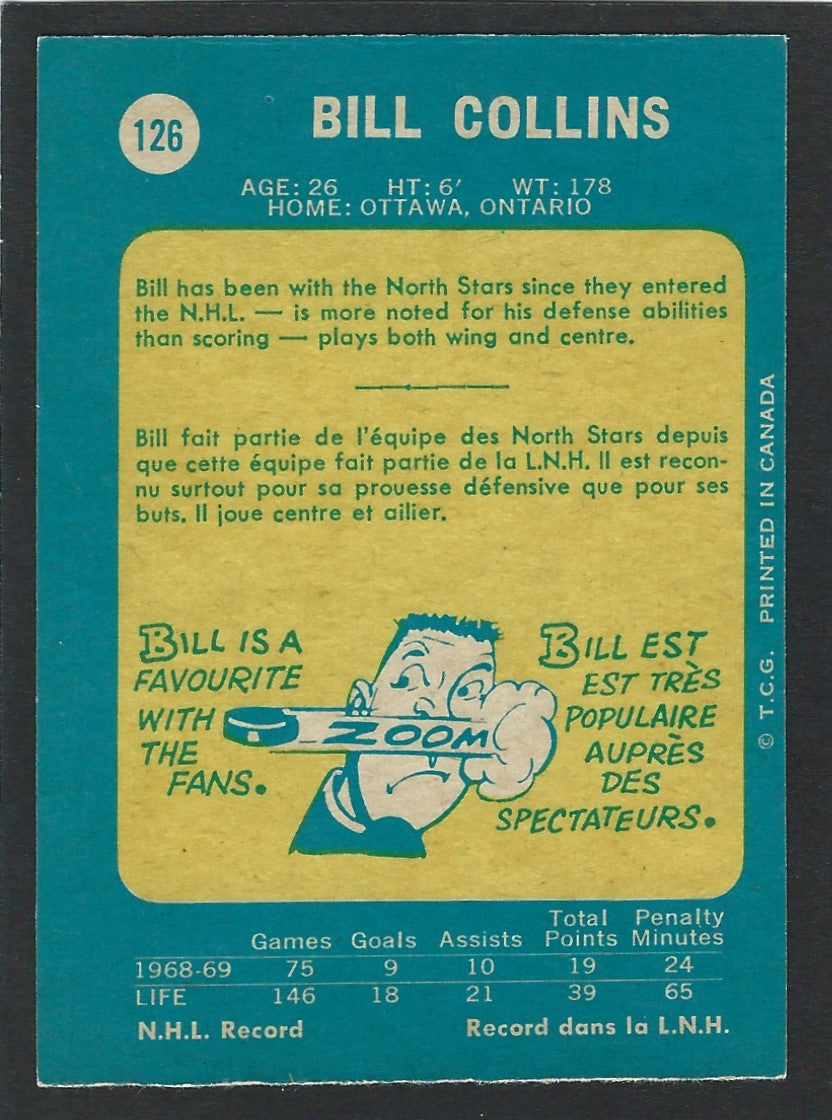 126
BILL COLLINS
AGE: 26 HT: 6' WT: 178
HOME: OTTAWA, ONTARIO
Bill has been with the North Stars since they entered
the N.H.L. — is more noted for his defense abilities
than scoring — plays both wing and centre.
Bill fait partie de l'équipe des North Stars depuis
que cette équipe fait partie de la L.N.H. Il est recon-
nu surtout pour sa prouesse défensive que pour ses
buts. Il joue centre et ailier.
BILL IS A
FAVOURITE
WITH
THE
FANS.
ZOOM
BILL EST
EST TRÈS
POPULAIRE
AUPRÈS
DES
SPECTATEURS.
© T.C.G. PRINTED IN CANADA
Total Penalty
Games Goals Assists Points Minutes
1968-69 75 9 10 19 24
LIFE 146 18 21 39 65
N.H.L. Record Record dans la L.N.H.